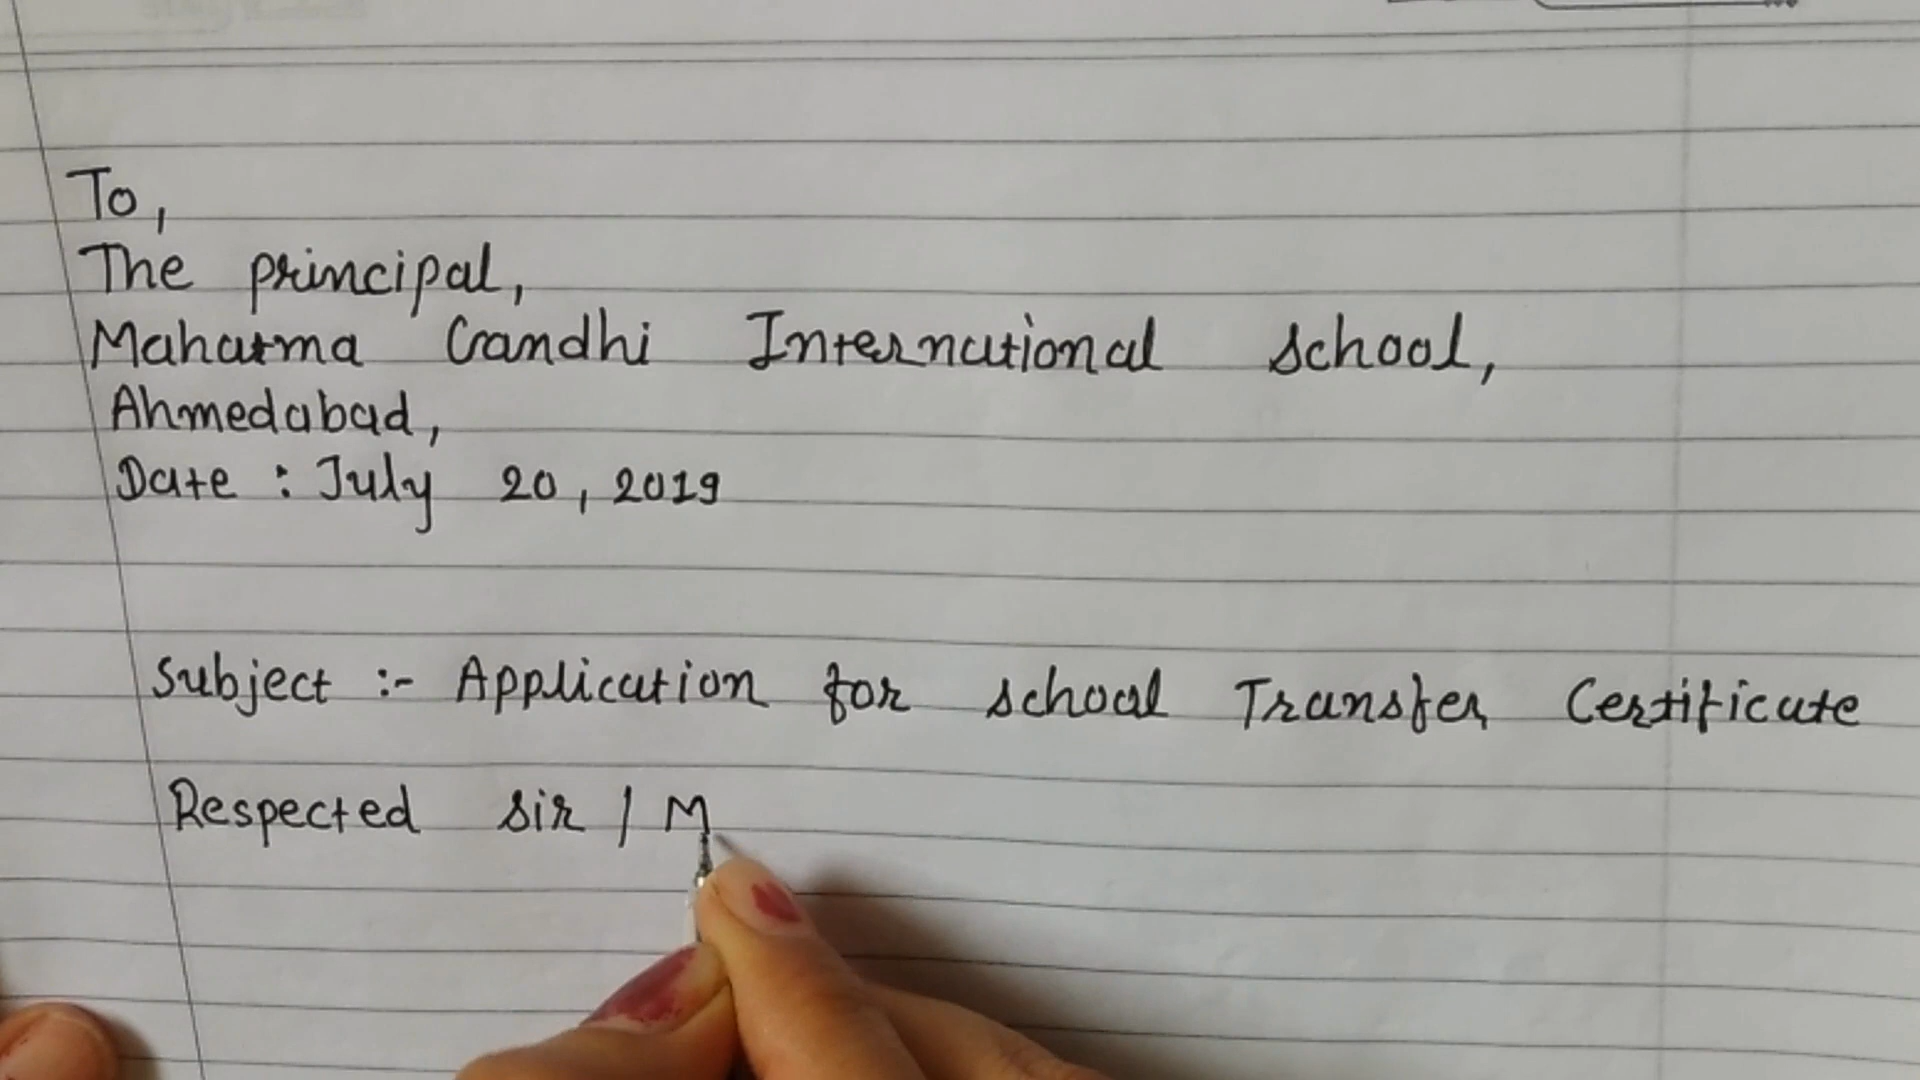 To,
The principal,
Mahatma Gandhi International school,
Ahmedabad,
Date : July 20, 2019
Subject :- Application for school Transfer Certificate
Respected sir / M